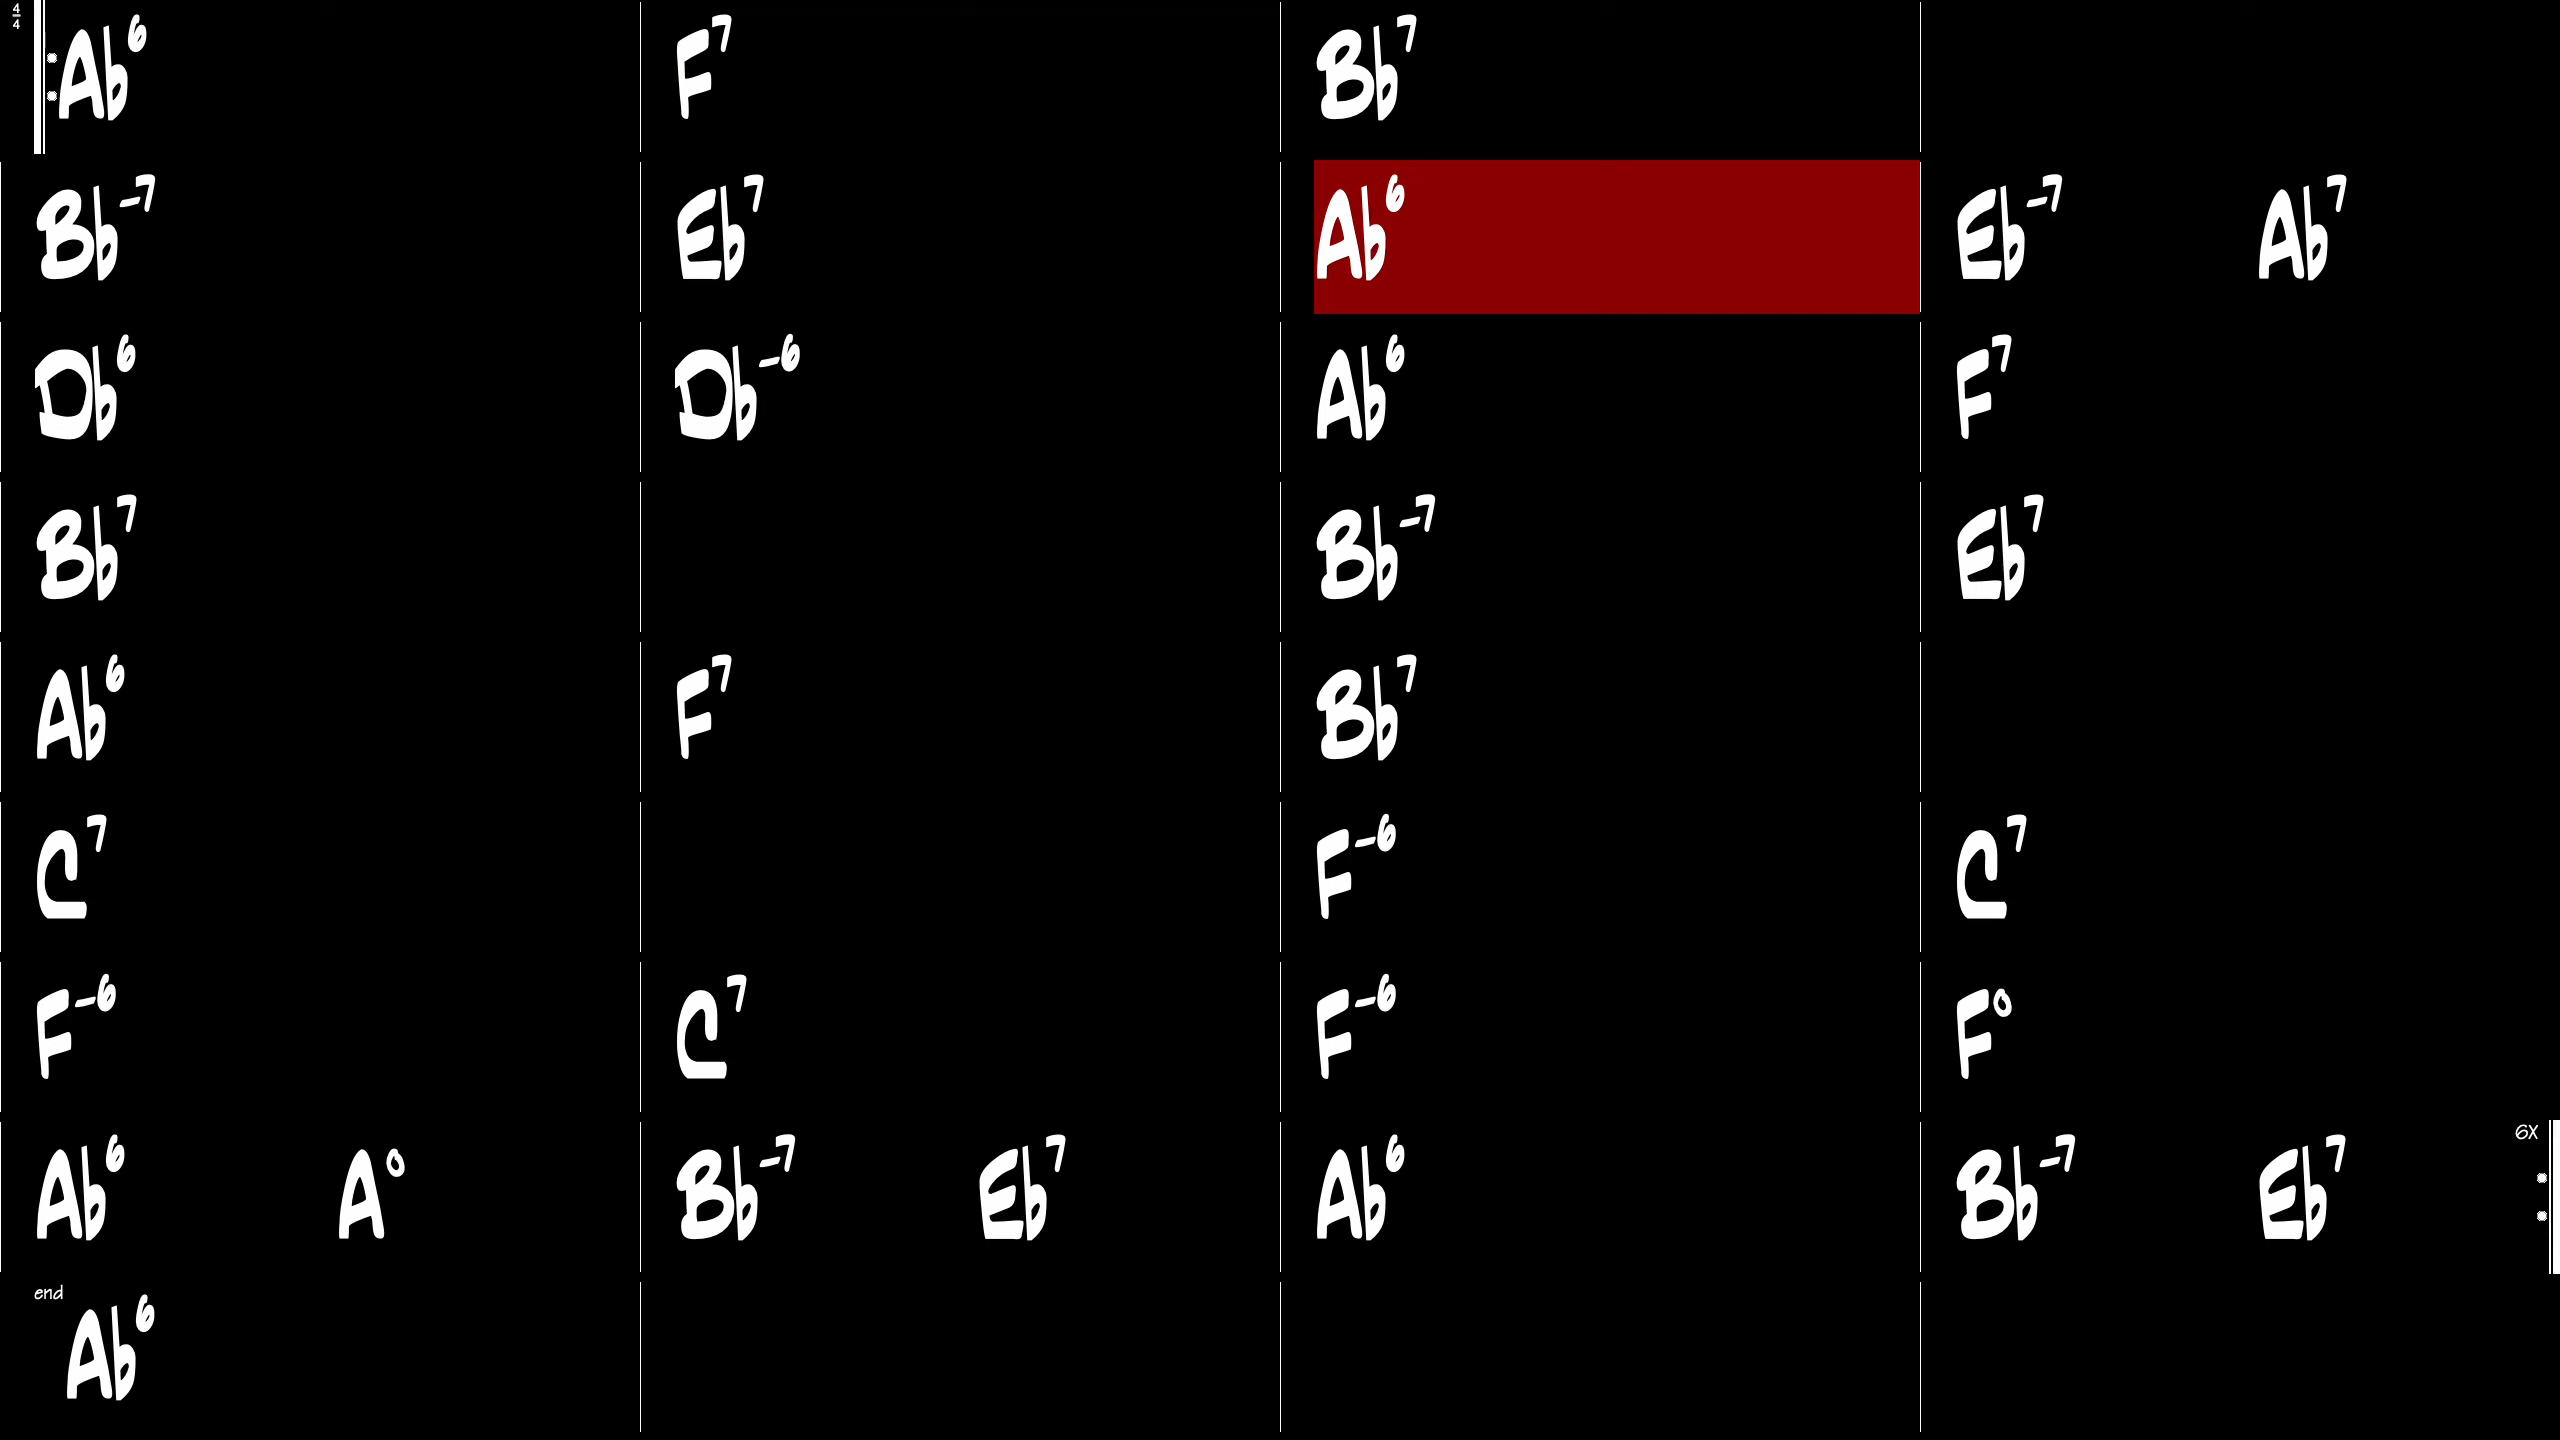 4/4 Ab6 F7 Bb7
Bb-7 Eb7 Ab6 Eb-7 Ab7
Db6 Db-6 Ab6 F7
Bb7 Bb-7 Eb7
Ab6 F7 Bb7
C7 F-6 C7
F-6 C7 F-6 Fo
Ab6 Ao Bb-7 Eb7 Ab6 Bb-7 Eb7 6x
end
Ab6